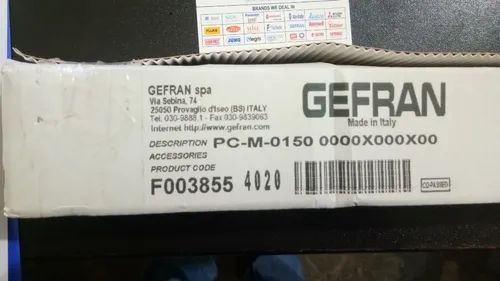 BRANDS WE DEAL IN
GEFRAN spa
Via Sebina, 74
25050 Provaglio d'Iseo (BS) ITALY
Tel. 030-9888.1 - Fax 030-9839063
Internet http://www.gefran.com
GEFRAN
Made in Italy
DESCRIPTION PC-M-0150 0000X000X00
ACCESSORIES
PRODUCT CODE
F003855 4020
CQ-PASSED